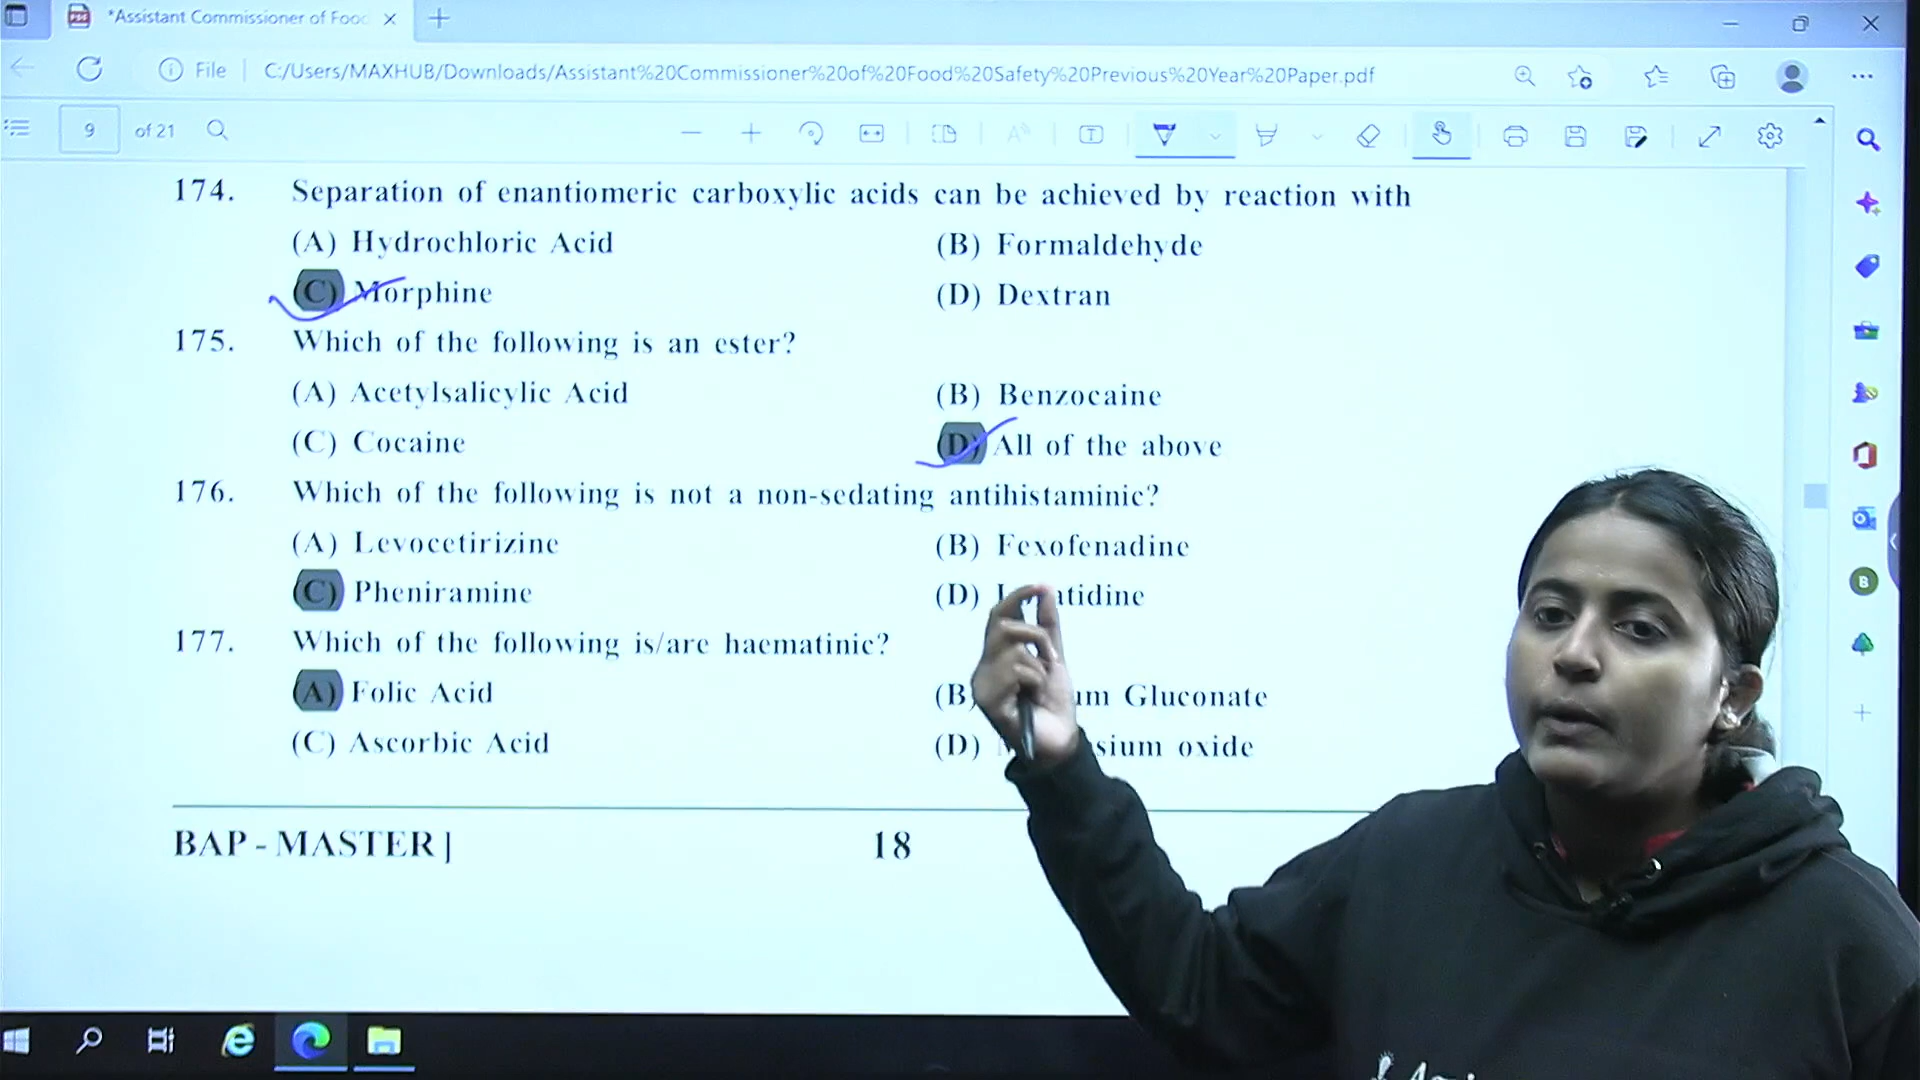 *Assistant Commissioner of Food
File C:/Users/MAXHUB/Downloads/Assistant%20Commissioner%20of%20Food%20Safety%20Previous%20Year%20Paper.pdf
9 of 21
174. Separation of enantiomeric carboxylic acids can be achieved by reaction with
(A) Hydrochloric Acid (B) Formaldehyde
(C) Morphine (D) Dextran
175. Which of the following is an ester?
(A) Acetylsalicylic Acid (B) Benzocaine
(C) Cocaine (D) All of the above
176. Which of the following is not a non-sedating antihistaminic?
(A) Levocetirizine (B) Fexofenadine
(C) Pheniramine (D)
177. Which of the following is/are haematinic?
(A) Folic Acid (B) Gluconate
(C) Ascorbic Acid (D) oxide
BAP - MASTER ] 18